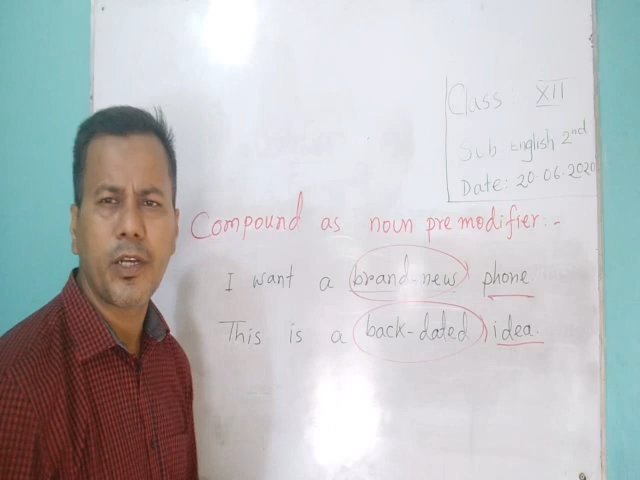 Class: XII
Sub English 2nd
Date: 20.06.2020
Compound as noun premodifier:-
I want a brand-new phone
This is a back-dated idea.